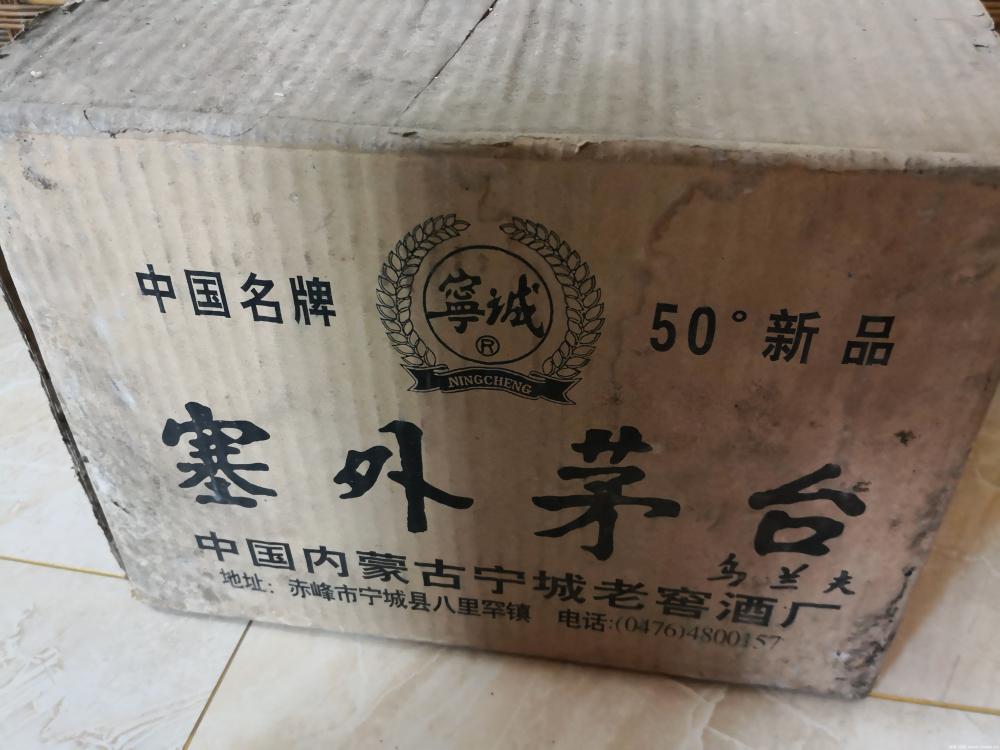 中国名牌
寧城
®
NINGCHENG
50°新品
塞外茅台
乌兰夫
中国内蒙古宁城老窖酒厂
地址：赤峰市宁城县八里罕镇 电话:(0476)4800157